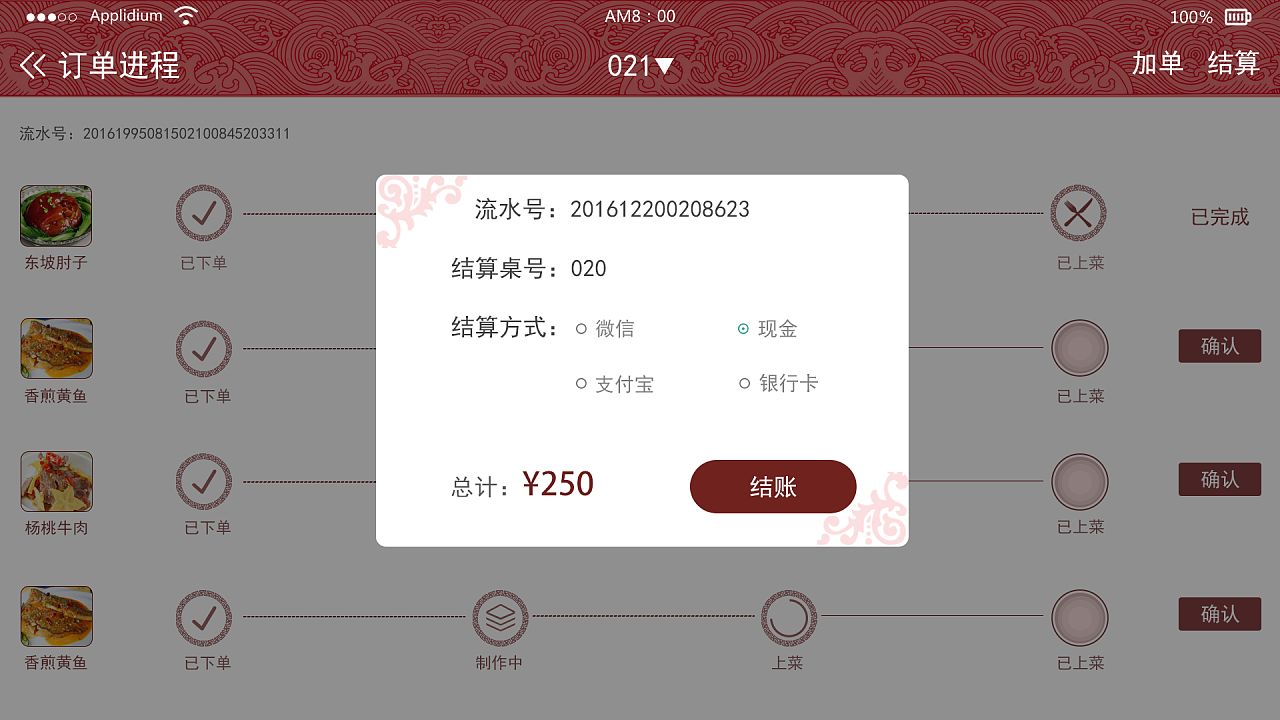 Applidium AM8：00 100%
订单进程 021▼ 加单 结算
流水号：20161995081502100845203311
流水号：201612200208623
结算桌号：020
结算方式： 微信 现金
支付宝 银行卡
总计：¥250 结账
东坡肘子 已下单 已上菜 已完成
香煎黄鱼 已下单 已上菜 确认
杨桃牛肉 已下单 已上菜 确认
香煎黄鱼 已下单 制作中 上菜 已上菜 确认